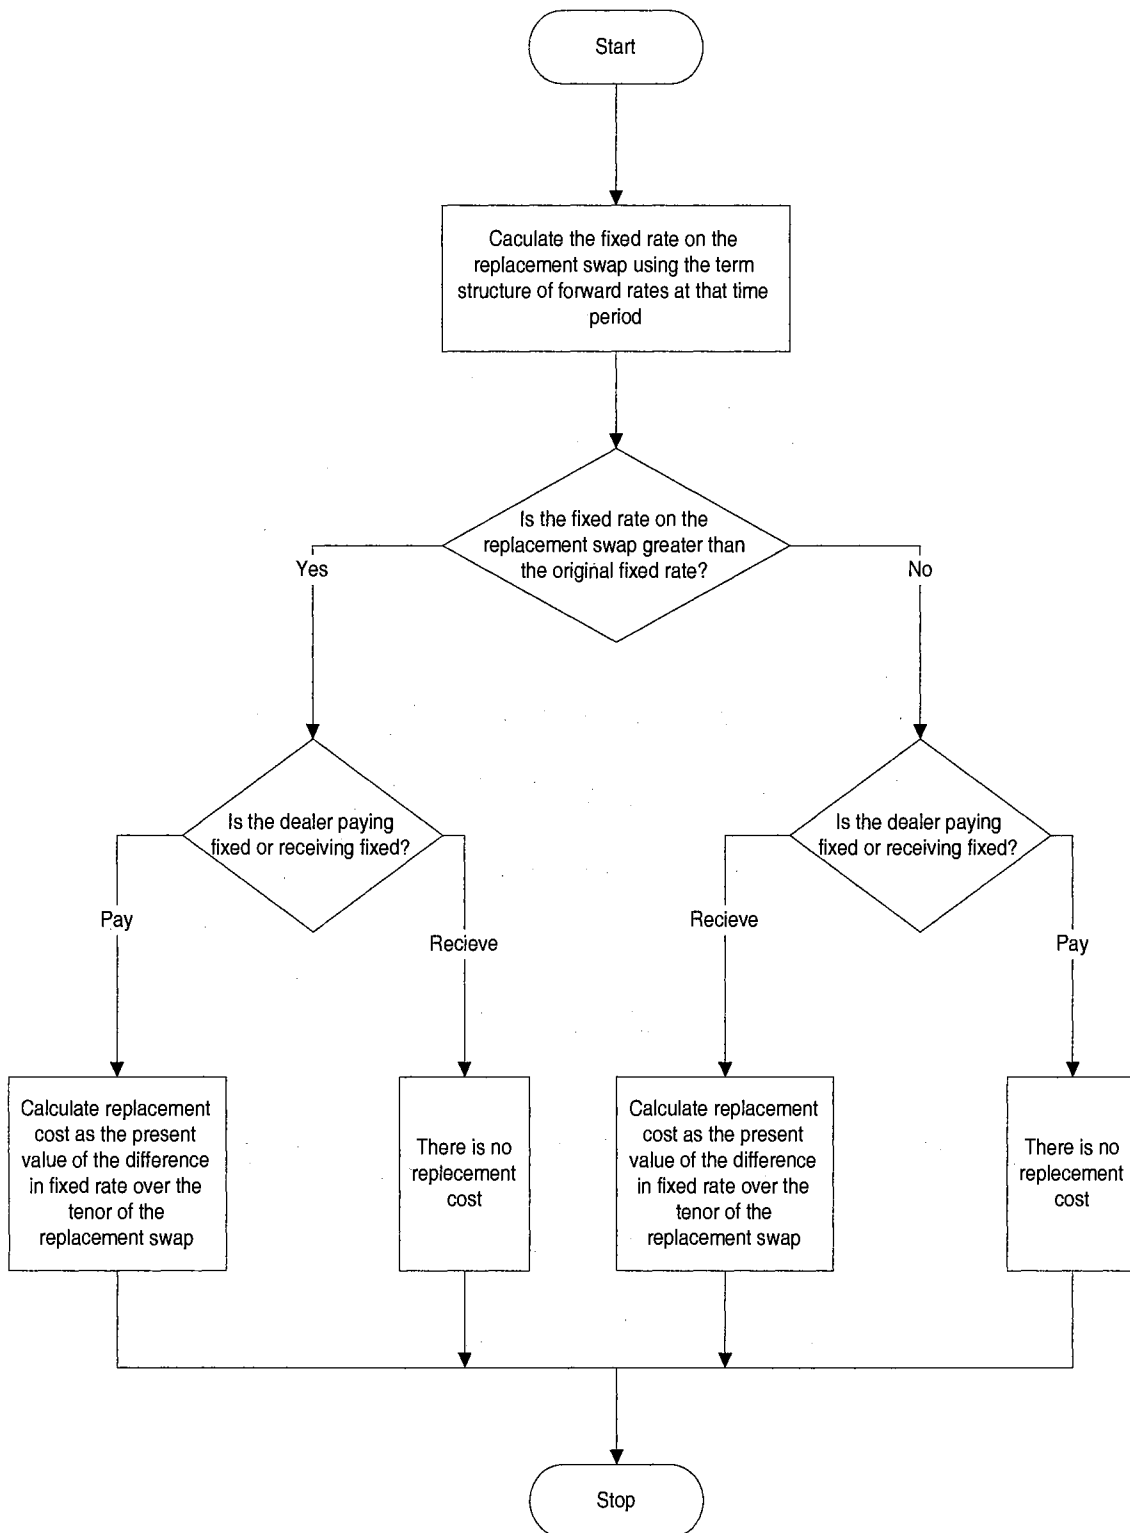 Start
Caculate the fixed rate on the
replacement swap using the term
structure of forward rates at that time
period
Is the fixed rate on the
replacement swap greater than
the original fixed rate?
Yes
No
Is the dealer paying
fixed or receiving fixed?
Is the dealer paying
fixed or receiving fixed?
Pay
Recieve
Recieve
Pay
Calculate replacement
cost as the present
value of the difference
in fixed rate over the
tenor of the
replacement swap
There is no
replecement
cost
Calculate replacement
cost as the present
value of the difference
in fixed rate over the
tenor of the
replacement swap
There is no
replecement
cost
Stop